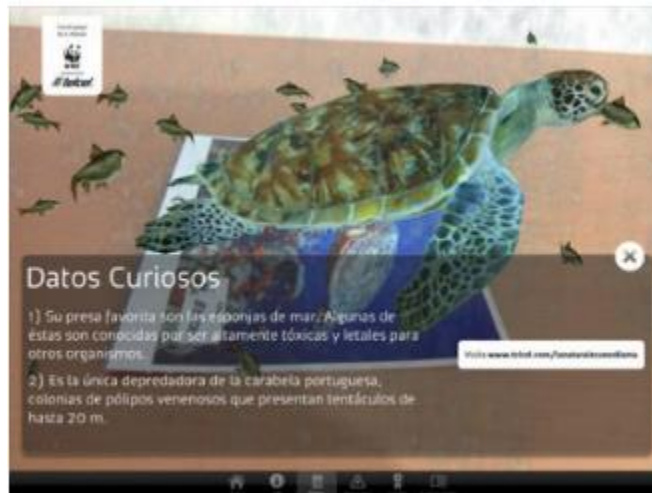 WWF
telcel
Datos Curiosos
1) Su presa favorita son las esponjas de mar. Algunas de
éstas son conocidas por ser altamente tóxicas y letales para
otros organismos.
2) Es la única depredadora de la carabela portuguesa,
colonias de pólipos venenosos que presentan tentáculos de
hasta 20 m.